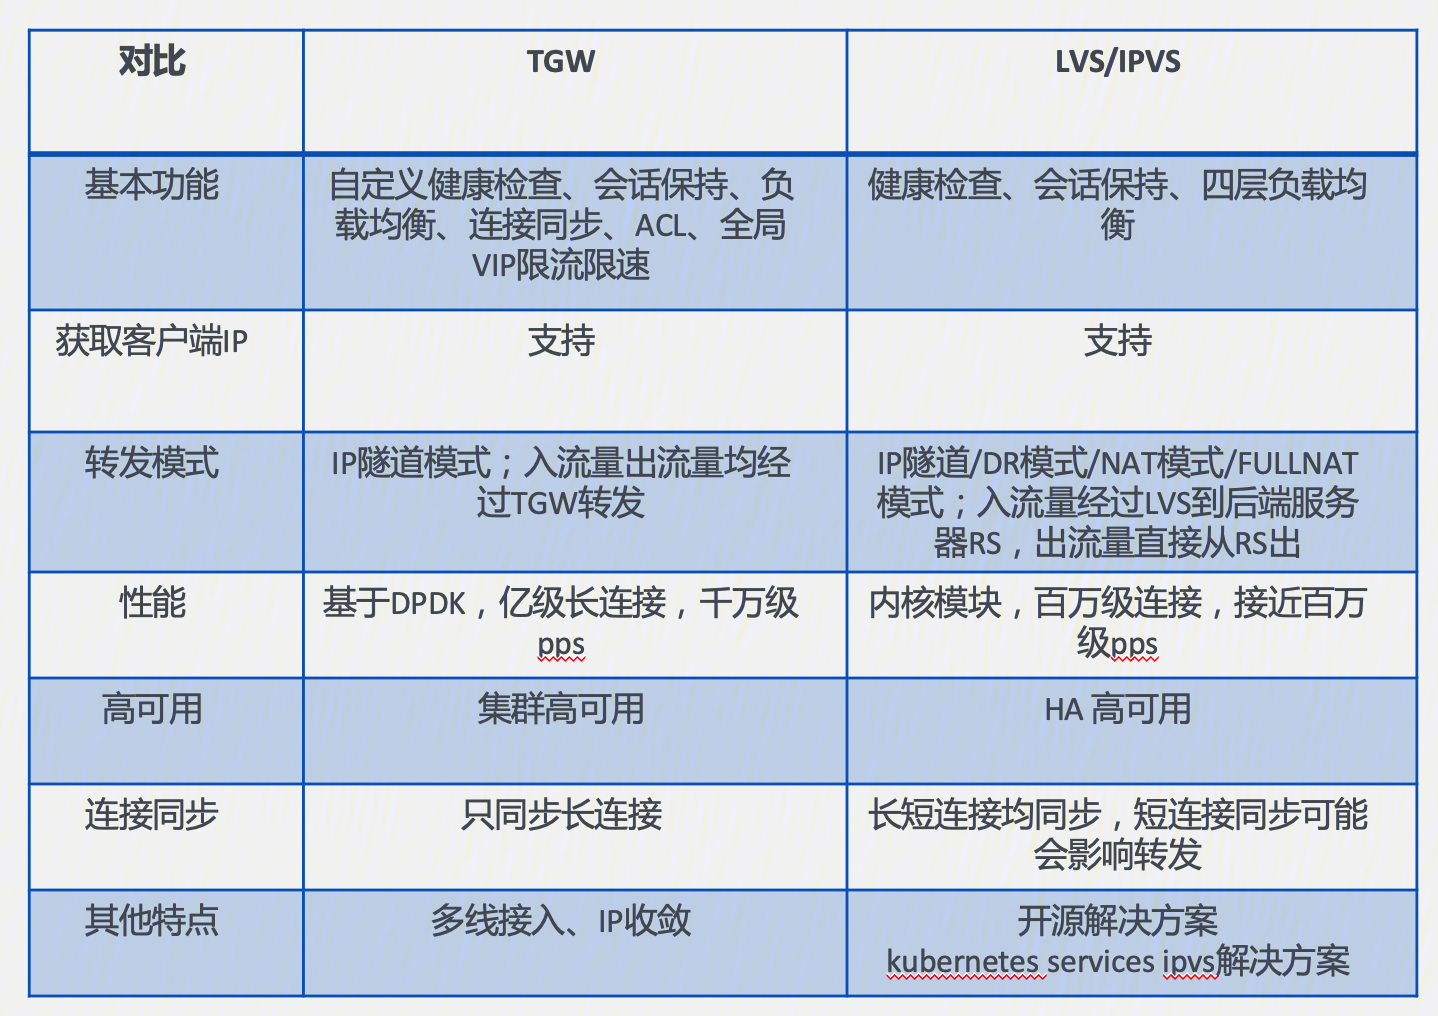 对比
TGW
LVS/IPVS
基本功能
自定义健康检查、会话保持、负
载均衡、连接同步、ACL、全局
VIP限流限速
健康检查、会话保持、四层负载均
衡
获取客户端IP
支持
支持
转发模式
IP隧道模式；入流量出流量均经
过TGW转发
IP隧道/DR模式/NAT模式/FULLNAT
模式；入流量经过LVS到后端服务
器RS，出流量直接从RS出
性能
基于DPDK，亿级长连接，千万级
pps
内核模块，百万级连接，接近百万
级pps
高可用
集群高可用
HA 高可用
连接同步
只同步长连接
长短连接均同步，短连接同步可能
会影响转发
其他特点
多线接入、IP收敛
开源解决方案
kubernetes services ipvs解决方案